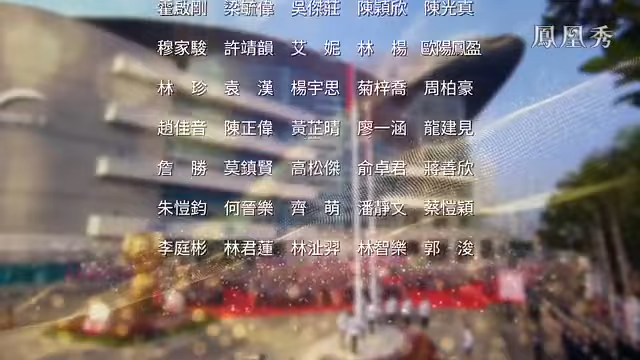 霍啟剛 梁毓偉 吳傑莊 陳穎欣 陳光真
鳳凰秀
穆家駿 許靖韻 艾　妮 林　楊 歐陽鳳盈
林　珍 袁　漢 楊宇思 菊梓喬 周柏豪
趙佳音 陳正偉 黃芷晴 廖一涵 龍建見
詹　勝 莫鎮賢 高松傑 俞卓君 蔣善欣
朱愷鈞 何晉樂 齊　萌 潘靜文 蔡愷穎
李庭彬 林君蓮 林沚羿 林智樂 郭　浚